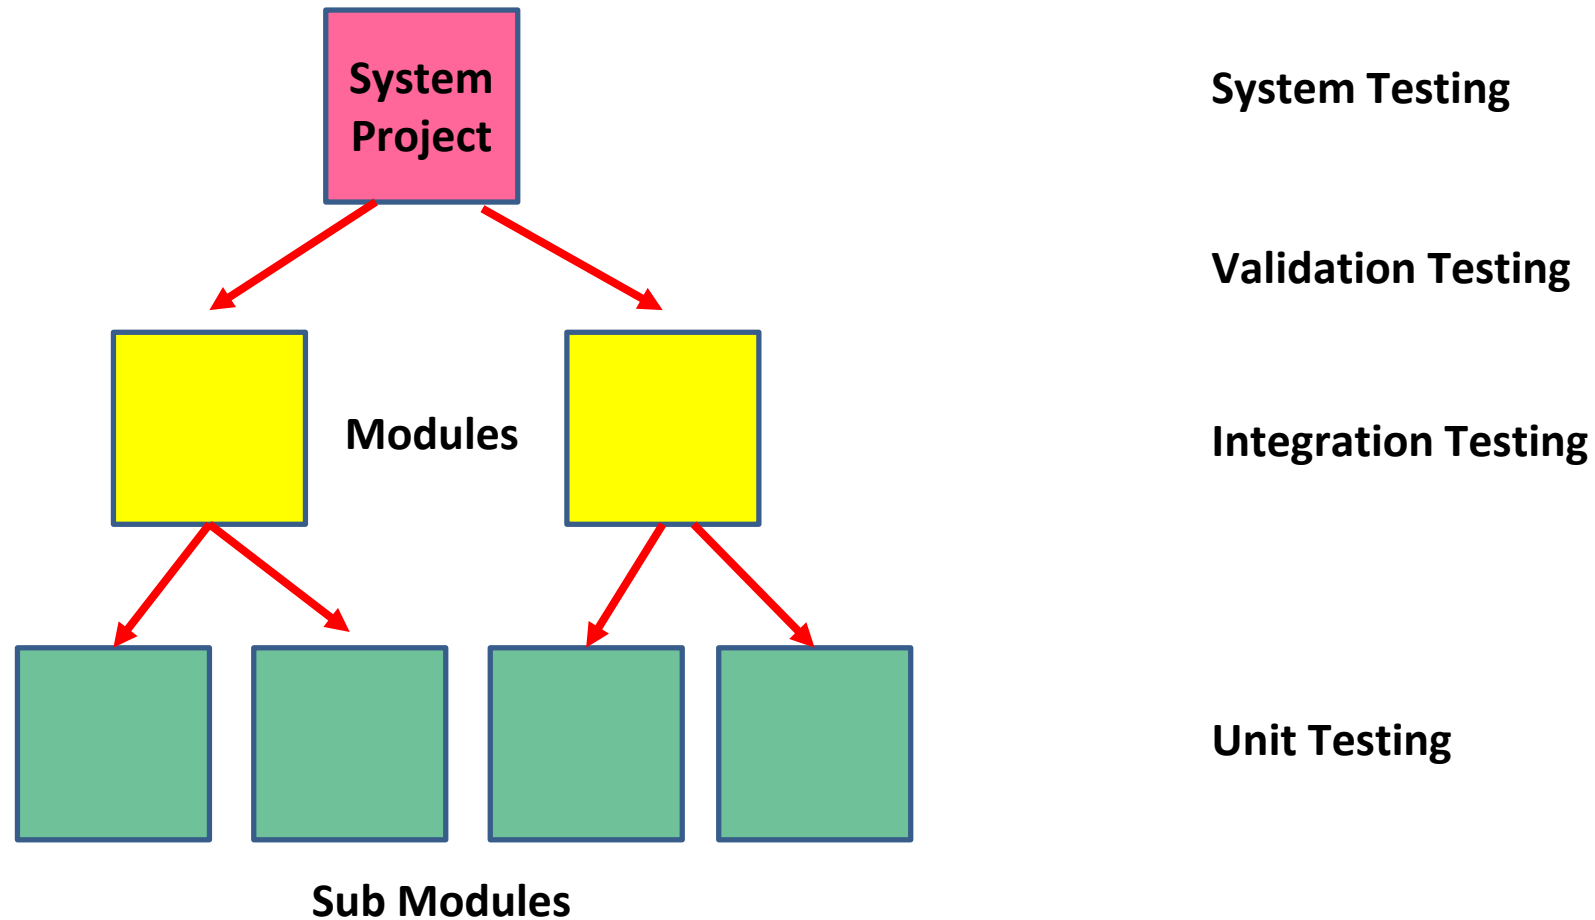 System
Project
System Testing
Validation Testing
Modules
Integration Testing
Unit Testing
Sub Modules